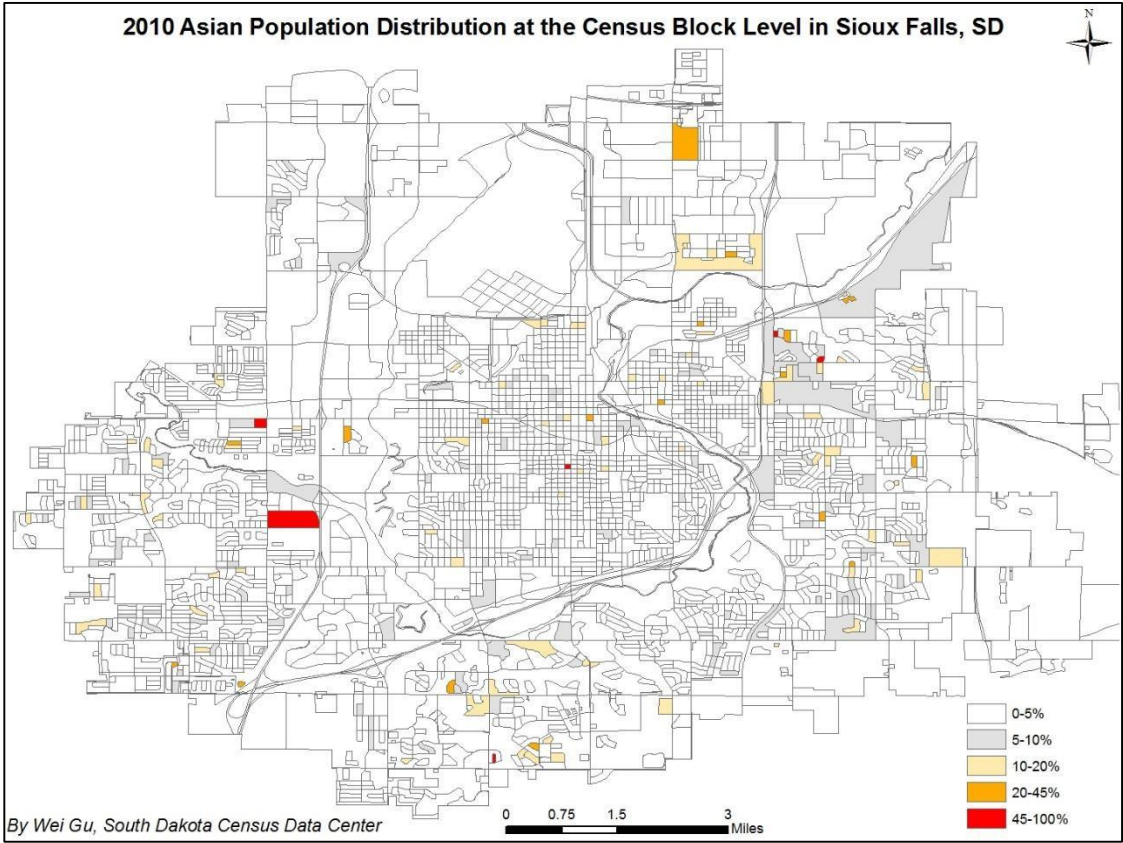 2010 Asian Population Distribution at the Census Block Level in Sioux Falls, SD
N
0-5%
5-10%
10-20%
20-45%
45-100%
By Wei Gu, South Dakota Census Data Center
0 0.75 1.5 3
Miles